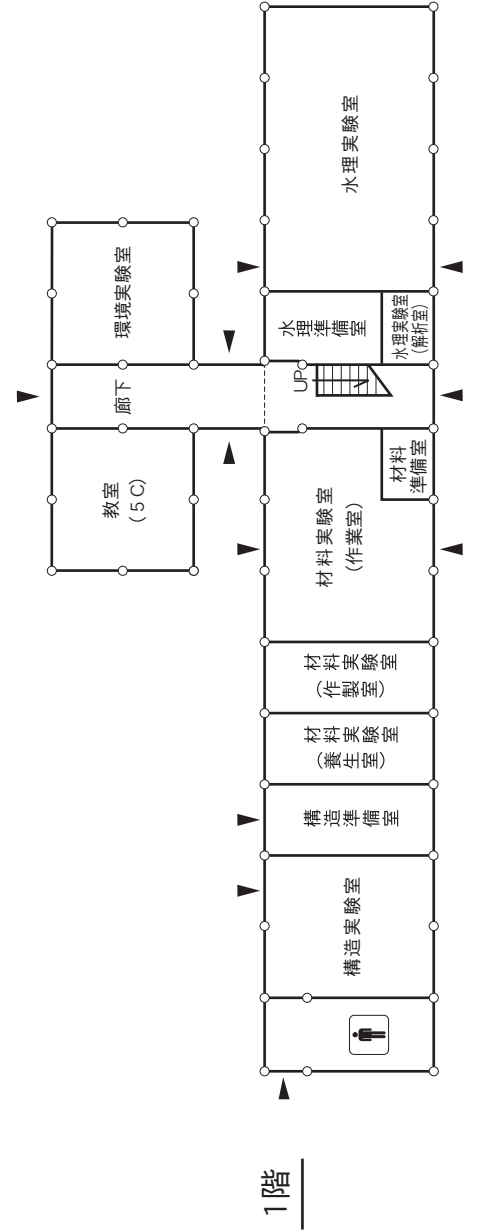 水理実験室
環境実験室
水理準備室
水理実験室
(解析室)
廊下
UP
教室
(5C)
材料実験室
(作業室)
材料
準備室
材料実験室
(作製室)
材料実験室
(養生室)
構造準備室
構造実験室
1階